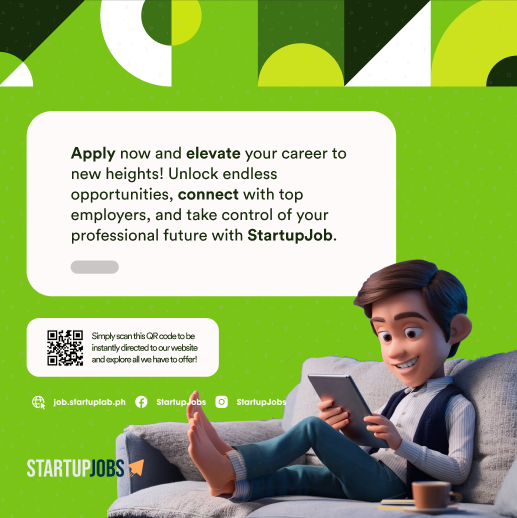 Apply now and elevate your career to
new heights! Unlock endless
opportunities, connect with top
employers, and take control of your
professional future with StartupJob.
Simply scan this QR code to be
instantly directed to our website
and explore all we have to offer!
job.startuplab.ph StartupJobs StartupJobs
STARTUPJOBS